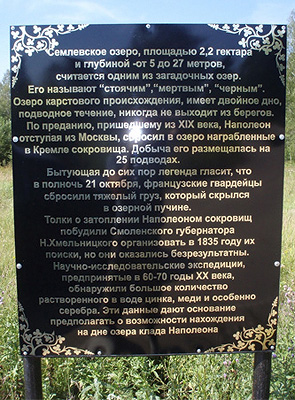 Семлевское озеро, площадью 2,2 гектара
и глубиной -от 5 до 27 метров,
считается одним из загадочных озер.
Его называют "стоячим","мертвым", "черным".
Озеро карстового происхождения, имеет двойное дно,
подводное течение, никогда не выходит из берегов.
По преданию, пришедшему из XIX века, Наполеон
отступая из Москвы, сбросил в озеро награбленные
в Кремле сокровища. Добыча его размещалась на
25 подводах.
Бытующая до сих пор легенда гласит, что
в полночь 21 октября, французские гвардейцы
сбросили тяжелый груз, который скрылся
в озерной пучине.
Толки о затоплении Наполеоном сокровищ
побудили Смоленского губернатора
Н.Хмельницкого организовать в 1835 году их
поиски, но они оказались безрезультатны.
Научно-исследовательские экспедиции,
предпринятые в 60-70 годы XX века,
обнаружили большое количество
растворенного в воде цинка, меди и особенно
серебра. Эти данные дают основание
предполагать о возможности нахождения
на дне озера клада Наполеона